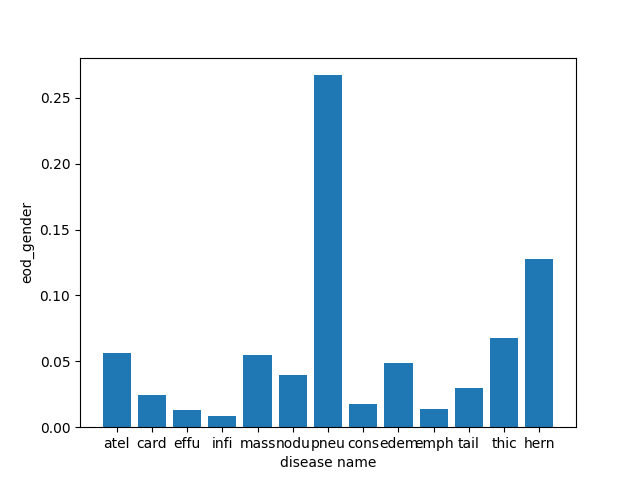 0.25
0.20
0.15
0.10
0.05
0.00
eod_gender
atel card effu infi mass nodu pneu cons edem emph tail thic hern
disease name